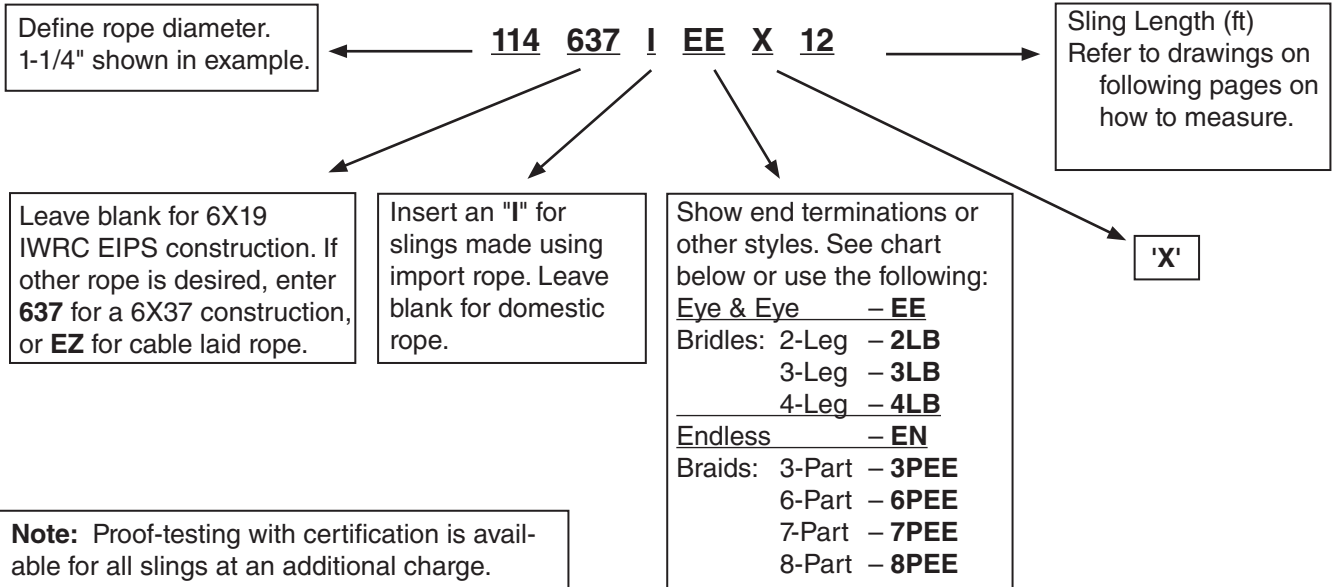 Define rope diameter.
1-1/4" shown in example.
114 637 I EE X 12
Sling Length (ft)
Refer to drawings on
following pages on
how to measure.
Leave blank for 6X19
IWRC EIPS construction. If
other rope is desired, enter
637 for a 6X37 construction,
or EZ for cable laid rope.
Insert an "I" for
slings made using
import rope. Leave
blank for domestic
rope.
Show end terminations or
other styles. See chart
below or use the following:
Eye & Eye – EE
Bridles: 2-Leg – 2LB
3-Leg – 3LB
4-Leg – 4LB
Endless – EN
Braids: 3-Part – 3PEE
6-Part – 6PEE
7-Part – 7PEE
8-Part – 8PEE
'X'
Note: Proof-testing with certification is avail-
able for all slings at an additional charge.